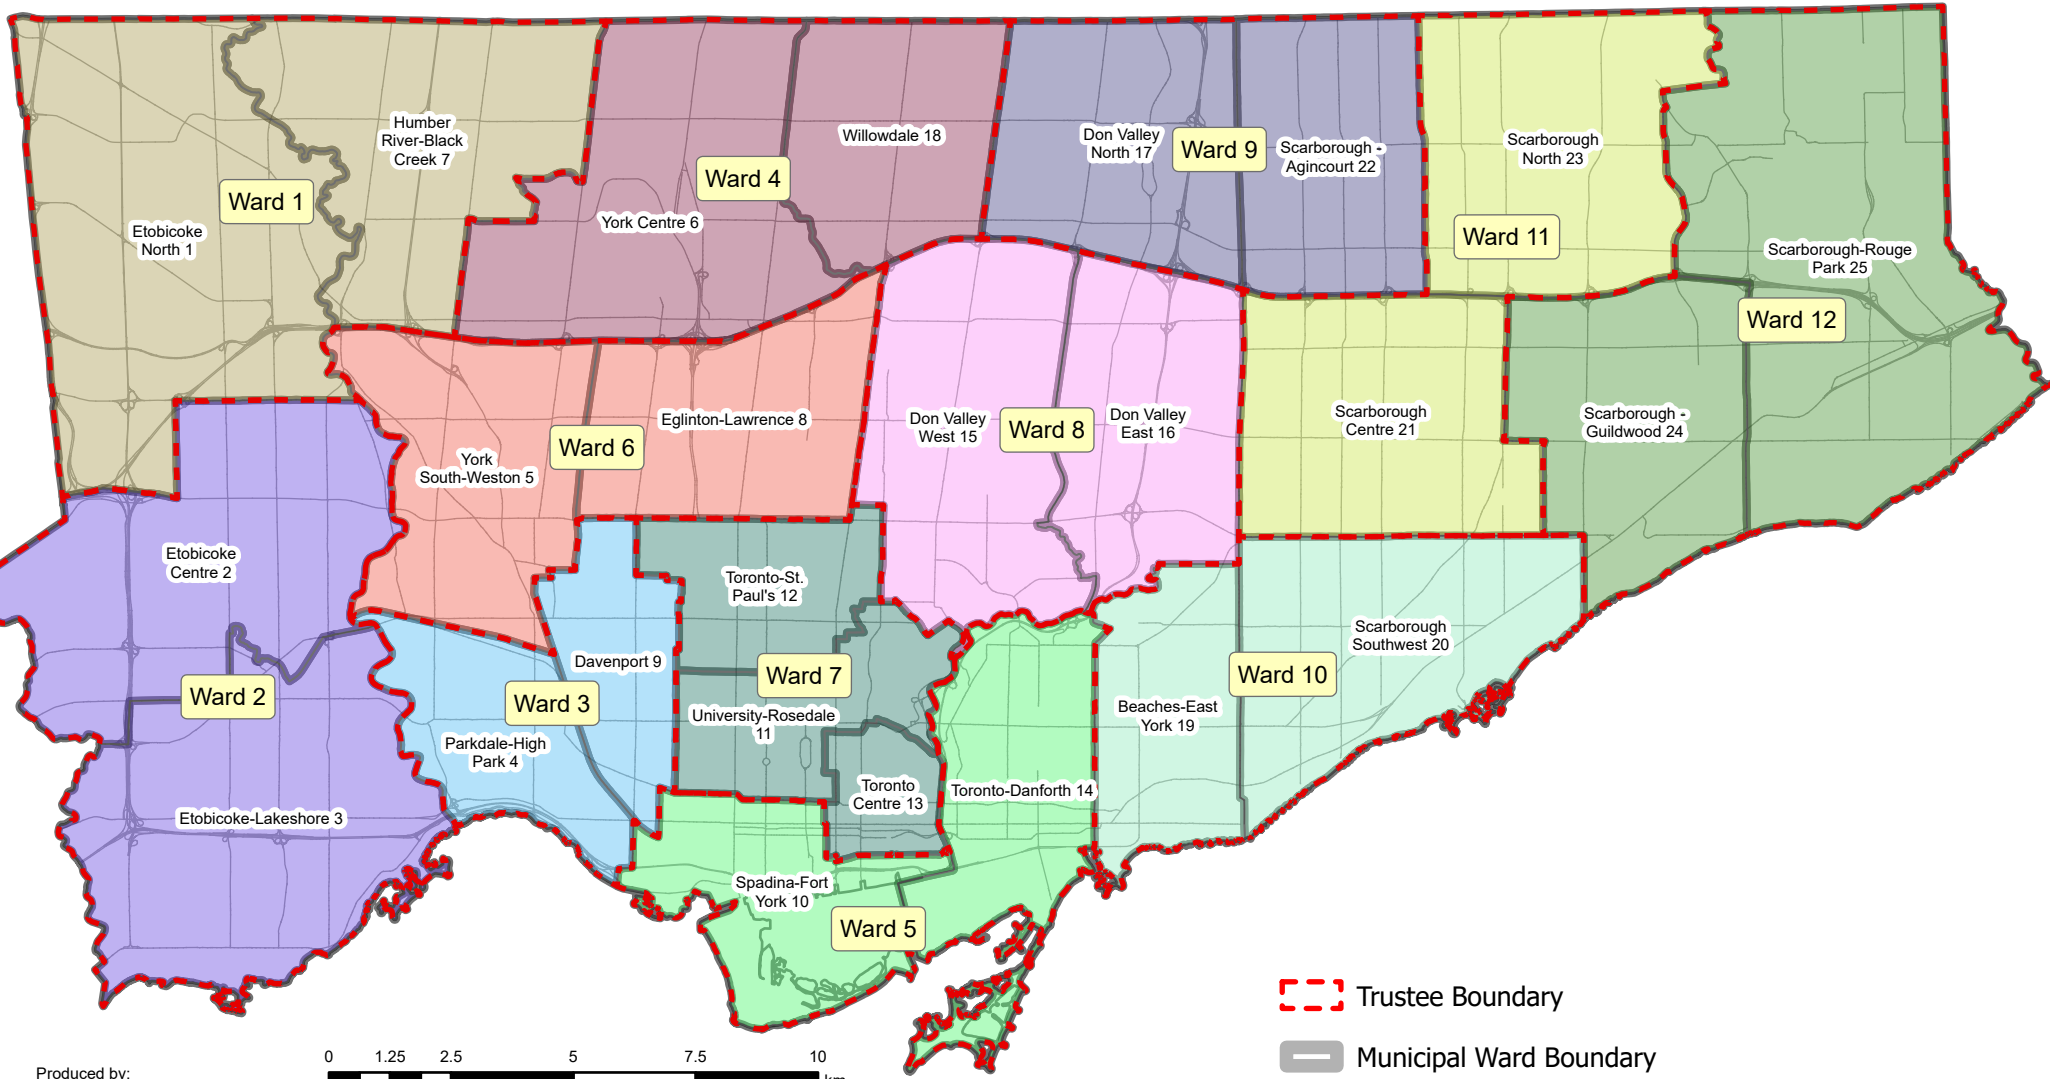 Humber
River-Black
Creek 7
Willowdale 18
Don Valley
North 17
Ward 9
Scarborough -
Agincourt 22
Scarborough
North 23
Ward 4
Ward 1
York Centre 6
Etobicoke
North 1
Ward 11
Scarborough-Rouge
Park 25
Ward 12
Eglinton-Lawrence 8
Don Valley
West 15
Ward 8
Don Valley
East 16
Scarborough
Centre 21
Scarborough -
Guildwood 24
Ward 6
York
South-Weston 5
Etobicoke
Centre 2
Toronto-St.
Paul's 12
Scarborough
Southwest 20
Davenport 9
Ward 7
Ward 10
Ward 2
Ward 3
University-Rosedale
11
Beaches-East
York 19
Parkdale-High
Park 4
Toronto
Centre 13
Toronto-Danforth 14
Etobicoke-Lakeshore 3
Spadina-Fort
York 10
Ward 5
Trustee Boundary
Municipal Ward Boundary
0 1.25 2.5 5 7.5 10
km
Produced by: